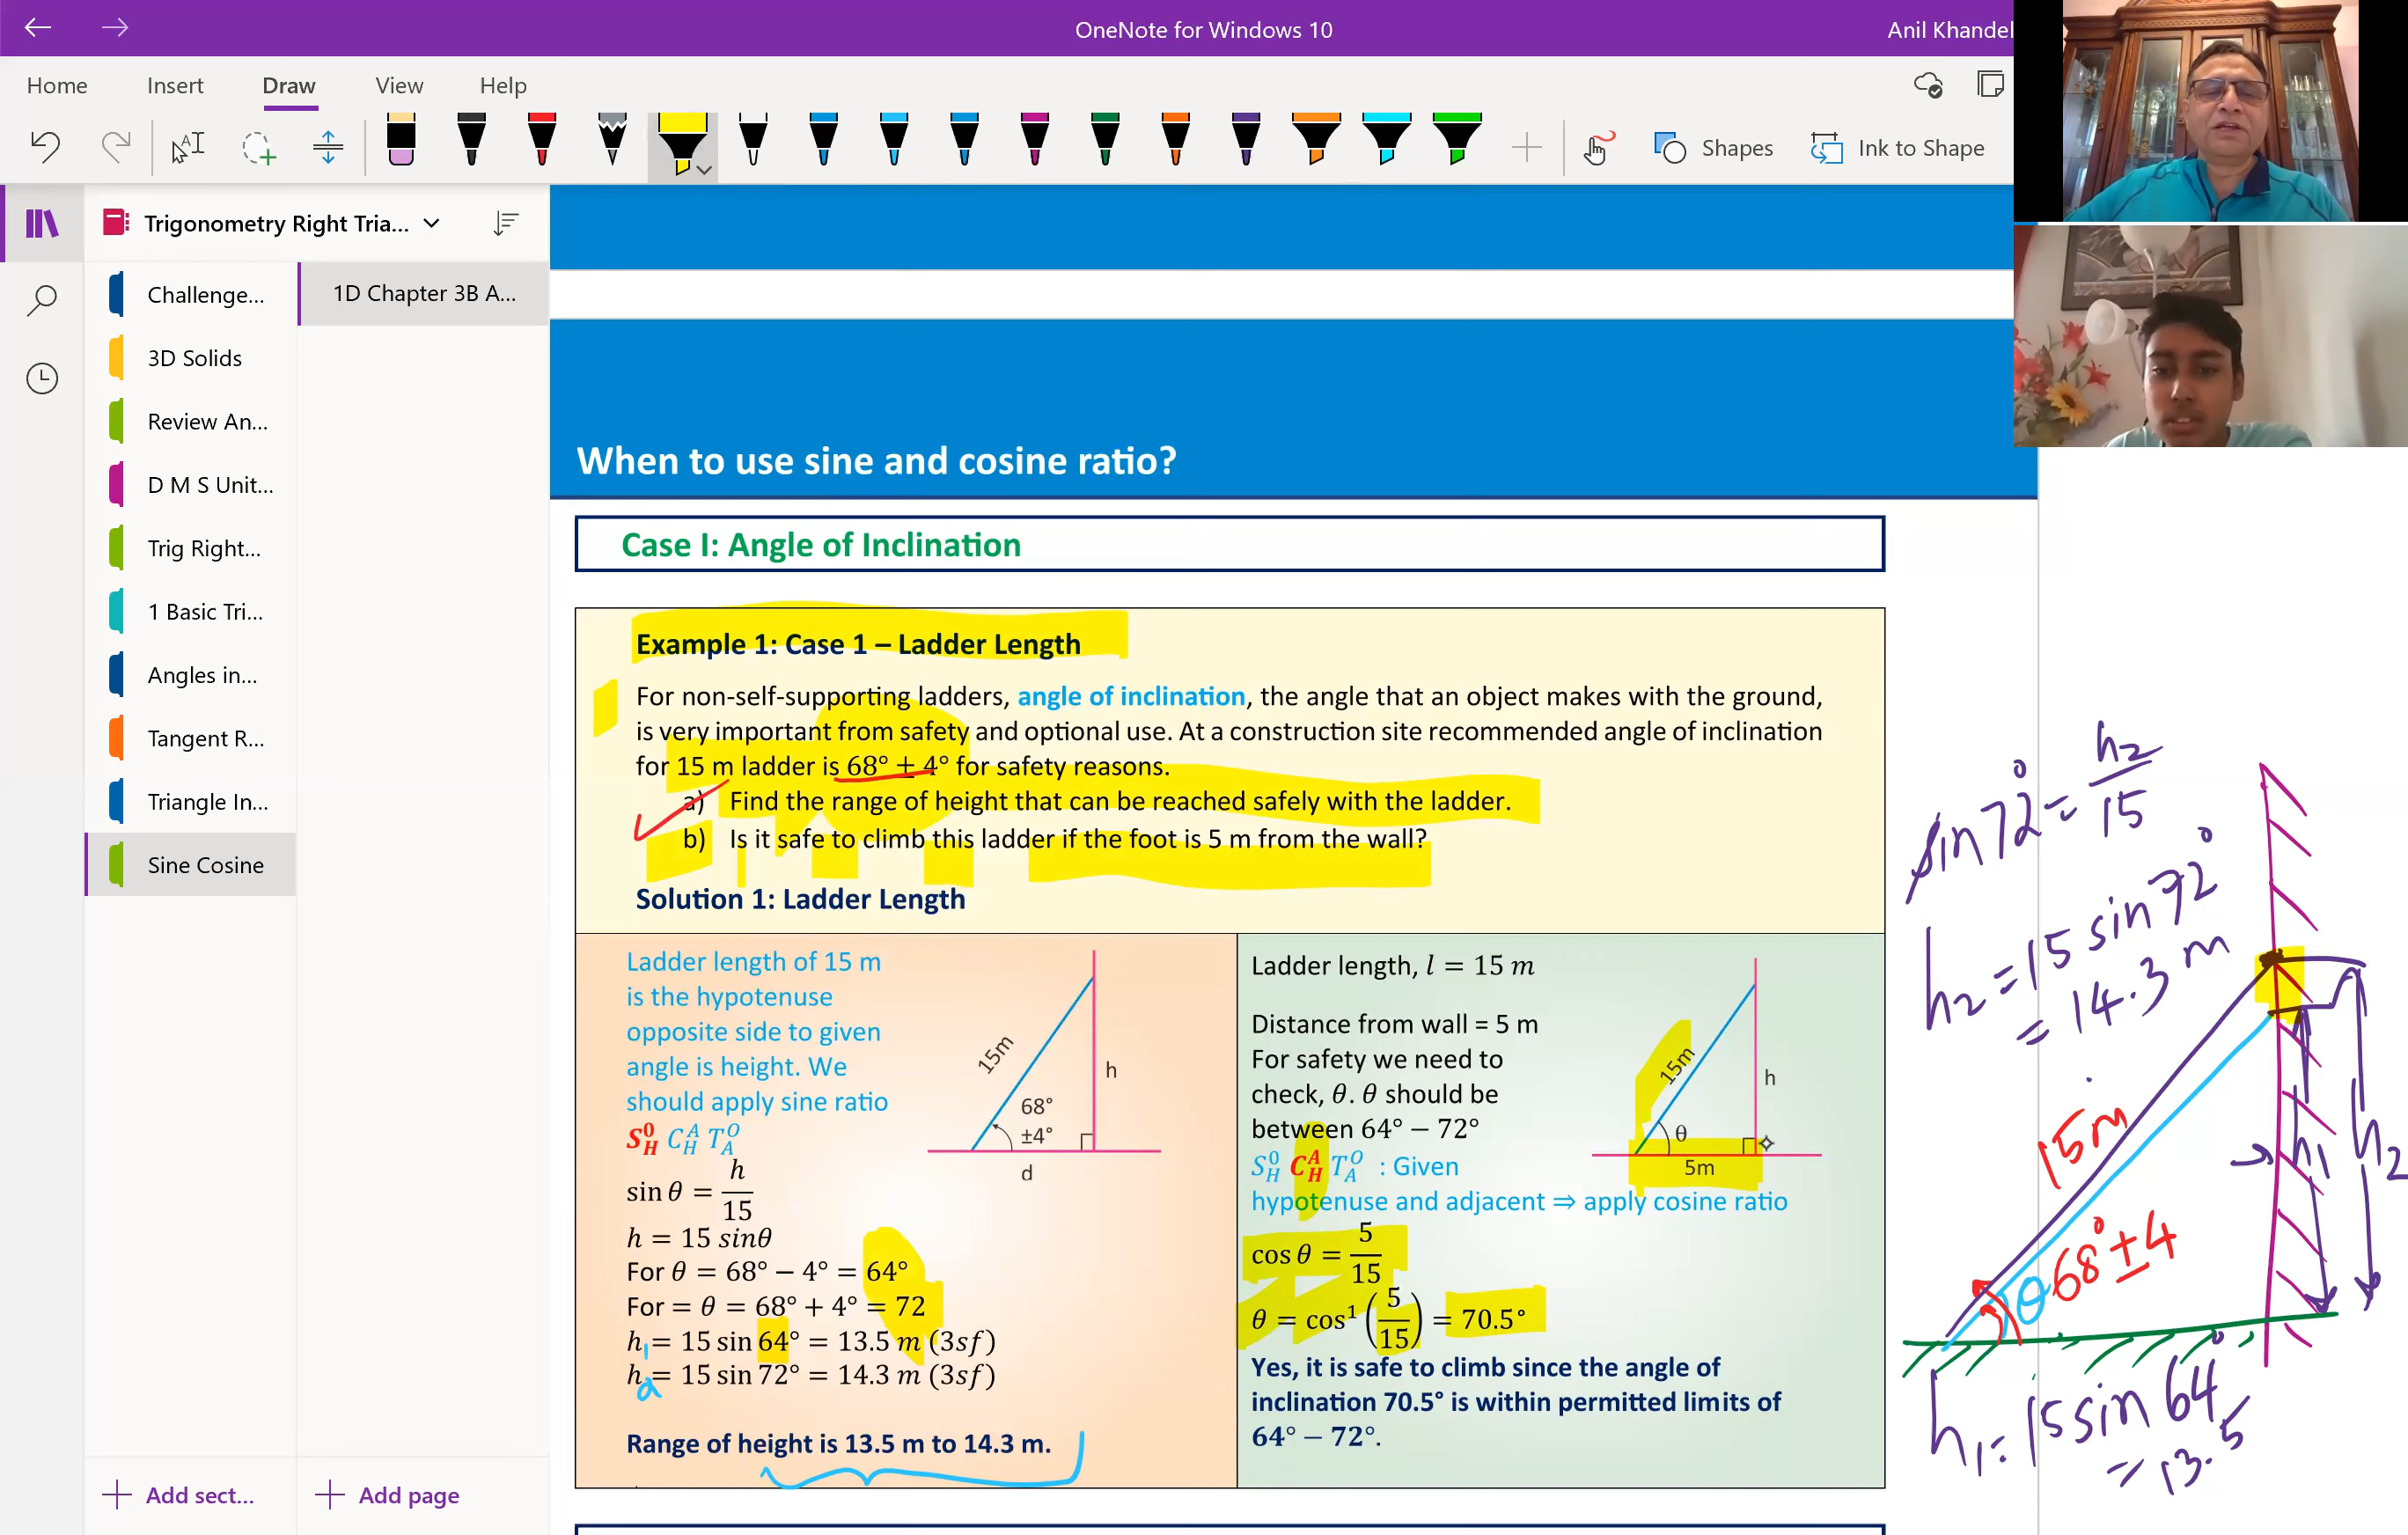 OneNote for Windows 10
Anil Khandel
Home Insert Draw View Help
Shapes Ink to Shape
Trigonometry Right Tria...
Challenge...
3D Solids
Review An...
D M S Unit...
Trig Right...
1 Basic Tri...
Angles in...
Tangent R...
Triangle In...
Sine Cosine
Add sect...
1D Chapter 3B A...
Add page
When to use sine and cosine ratio?
Case I: Angle of Inclination
Example 1: Case 1 – Ladder Length
For non-self-supporting ladders, angle of inclination, the angle that an object makes with the ground,
is very important from safety and optional use. At a construction site recommended angle of inclination
for 15 m ladder is 68° ± 4° for safety reasons.
a) Find the range of height that can be reached safely with the ladder.
b) Is it safe to climb this ladder if the foot is 5 m from the wall?
Solution 1: Ladder Length
Ladder length of 15 m
is the hypotenuse
opposite side to given
angle is height. We
should apply sine ratio
S O/H C A/H T O/A
sin θ = h/15
h = 15 sinθ
For θ = 68° − 4° = 64°
For = θ = 68° + 4° = 72
h1 = 15 sin 64° = 13.5 m (3sf)
h2 = 15 sin 72° = 14.3 m (3sf)
Range of height is 13.5 m to 14.3 m.
15m
h
68°
±4°
d
Ladder length, l = 15 m
Distance from wall = 5 m
For safety we need to
check, θ. θ should be
between 64° − 72°
S O/H C A/H T O/A : Given
hypotenuse and adjacent ⇒ apply cosine ratio
cos θ = 5/15
θ = cos¹ (5/15) = 70.5°
Yes, it is safe to climb since the angle of
inclination 70.5° is within permitted limits of
64° − 72°.
15m
h
θ
5m
sin 72° = h2/15
h2 = 15 sin 72°
= 14.3 m
15m
h1
h2
θ 68° ± 4
h1 = 15 sin 64°
= 13.5